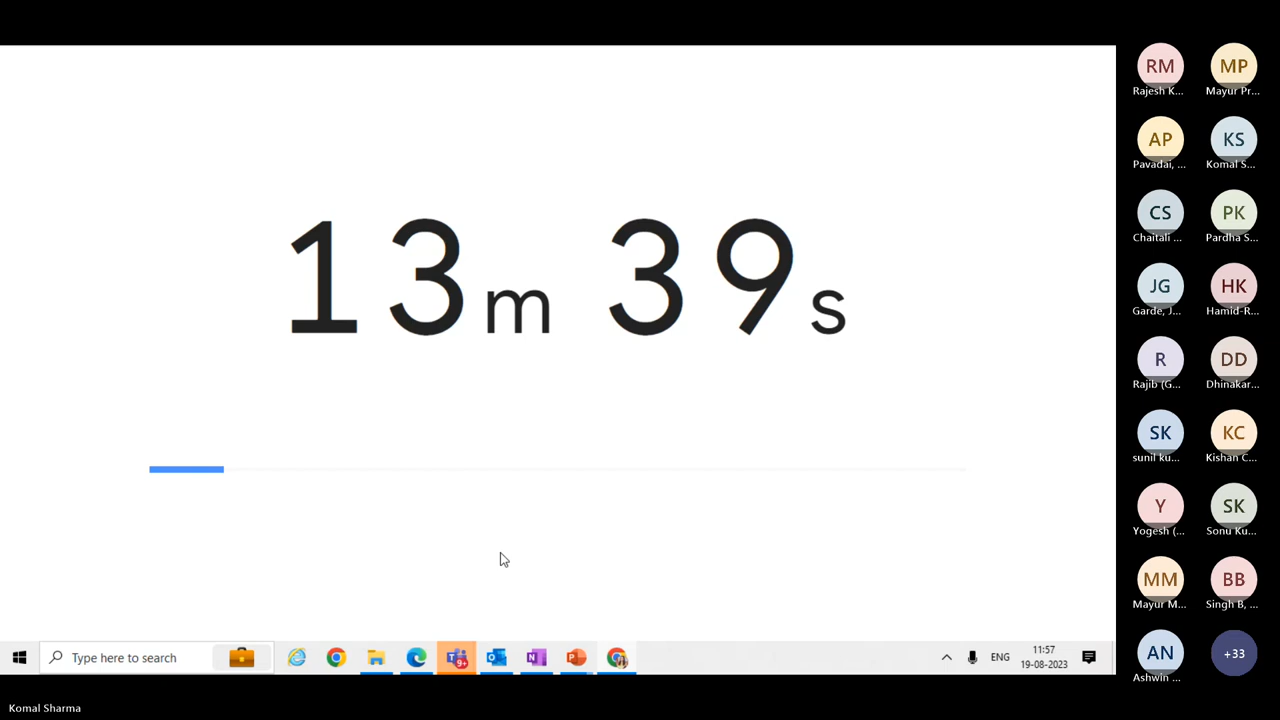 13m 39s
Type here to search
9+
ENG
11:57
19-08-2023
RM MP
Rajesh K... Mayur Pr...
AP KS
Pavadai, ... Komal S...
CS PK
Chaitali ... Pardha S...
JG HK
Garde, J... Hamid-R...
R DD
Rajib (G... Dhinakar...
SK KC
sunil ku... Kishan C...
Y SK
Yogesh (... Sonu Ku...
MM BB
Mayur M... Singh B, ...
AN +33
Ashwin ...
Komal Sharma